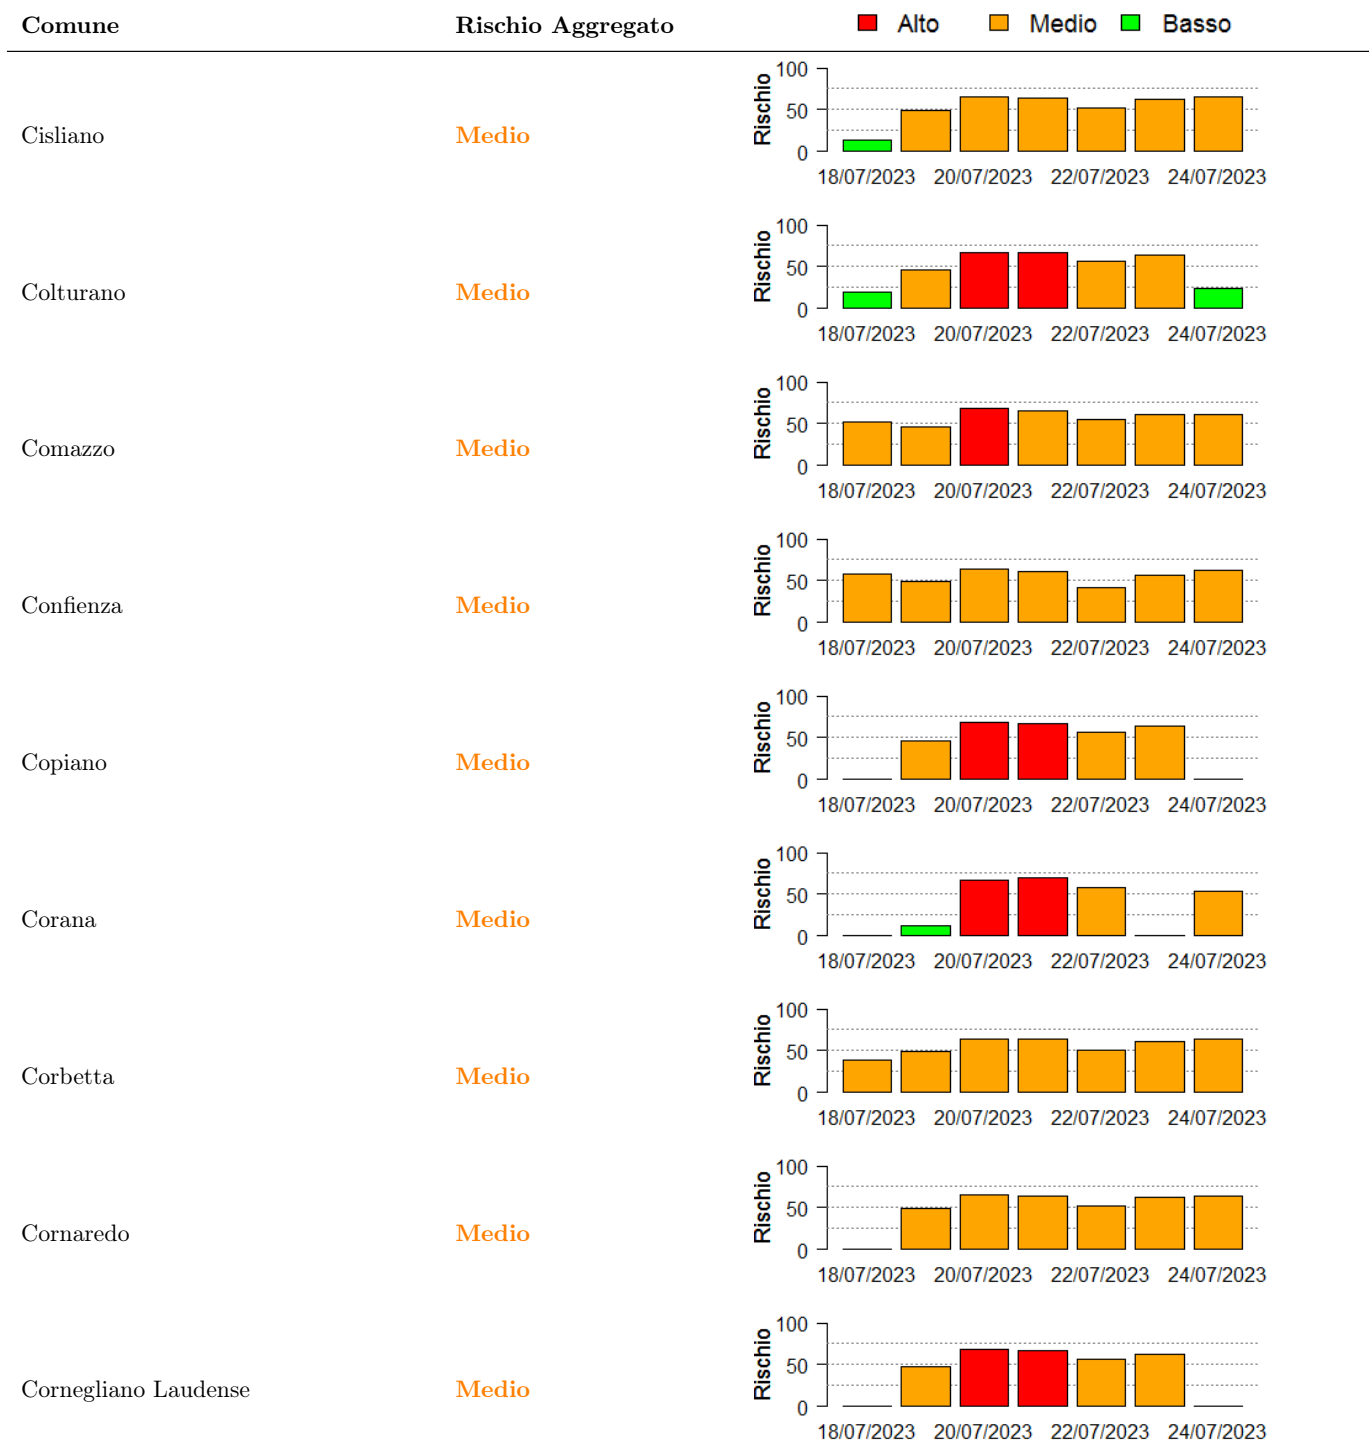 Comune Rischio Aggregato Alto Medio Basso
100
50
0
Rischio
Cisliano Medio
18/07/2023 20/07/2023 22/07/2023 24/07/2023
100
50
0
Rischio
Colturano Medio
18/07/2023 20/07/2023 22/07/2023 24/07/2023
100
50
0
Rischio
Comazzo Medio
18/07/2023 20/07/2023 22/07/2023 24/07/2023
100
50
0
Rischio
Confienza Medio
18/07/2023 20/07/2023 22/07/2023 24/07/2023
100
50
0
Rischio
Copiano Medio
18/07/2023 20/07/2023 22/07/2023 24/07/2023
100
50
0
Rischio
Corana Medio
18/07/2023 20/07/2023 22/07/2023 24/07/2023
100
50
0
Rischio
Corbetta Medio
18/07/2023 20/07/2023 22/07/2023 24/07/2023
100
50
0
Rischio
Cornaredo Medio
18/07/2023 20/07/2023 22/07/2023 24/07/2023
100
50
0
Rischio
Cornegliano Laudense Medio
18/07/2023 20/07/2023 22/07/2023 24/07/2023